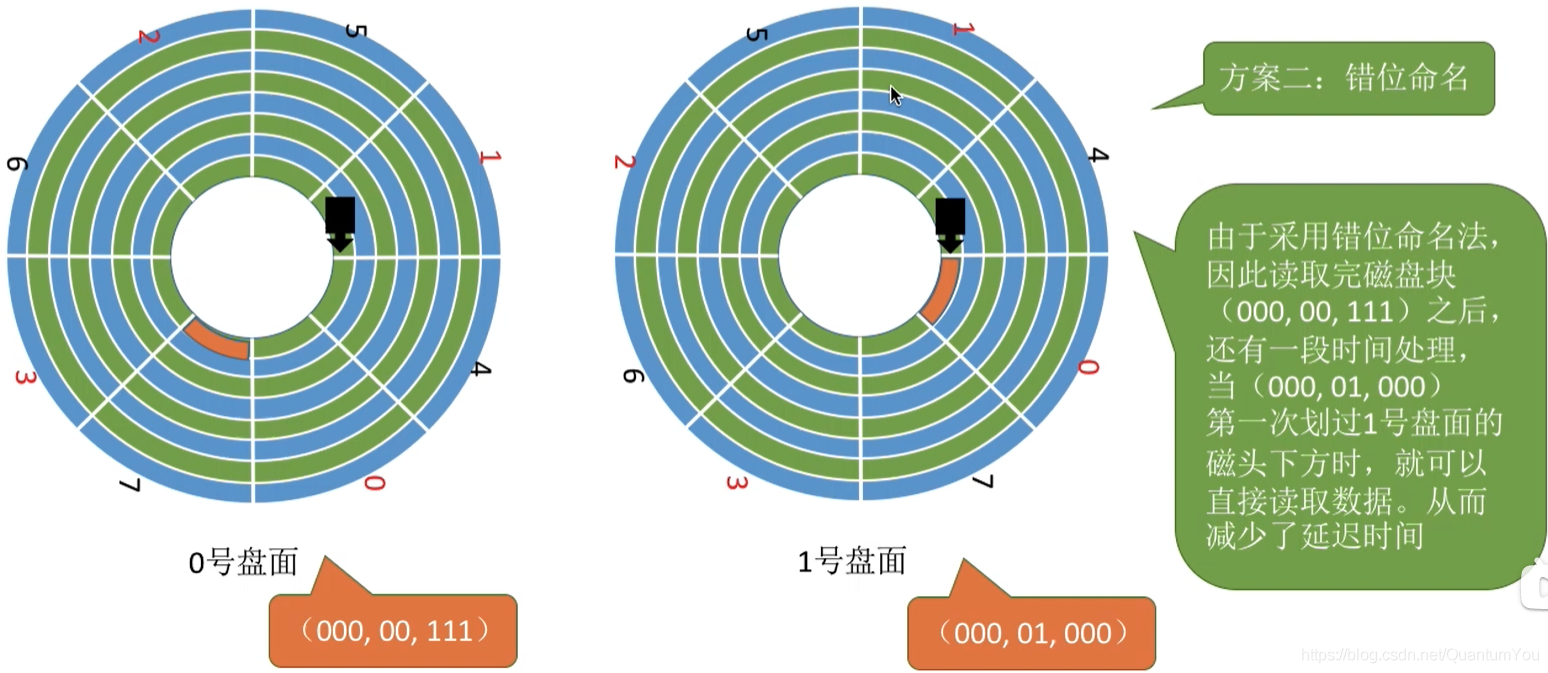 2
5
6
1
3
4
7
0
0号盘面
（000, 00, 111）
5
1
2
4
6
0
3
7
1号盘面
（000, 01, 000）
方案二：错位命名
由于采用错位命名法，
因此读取完磁盘块
（000, 00, 111）之后，
还有一段时间处理，
当（000, 01, 000）
第一次划过1号盘面的
磁头下方时，就可以
直接读取数据。从而
减少了延迟时间
https://blog.csdn.net/QuantumYou